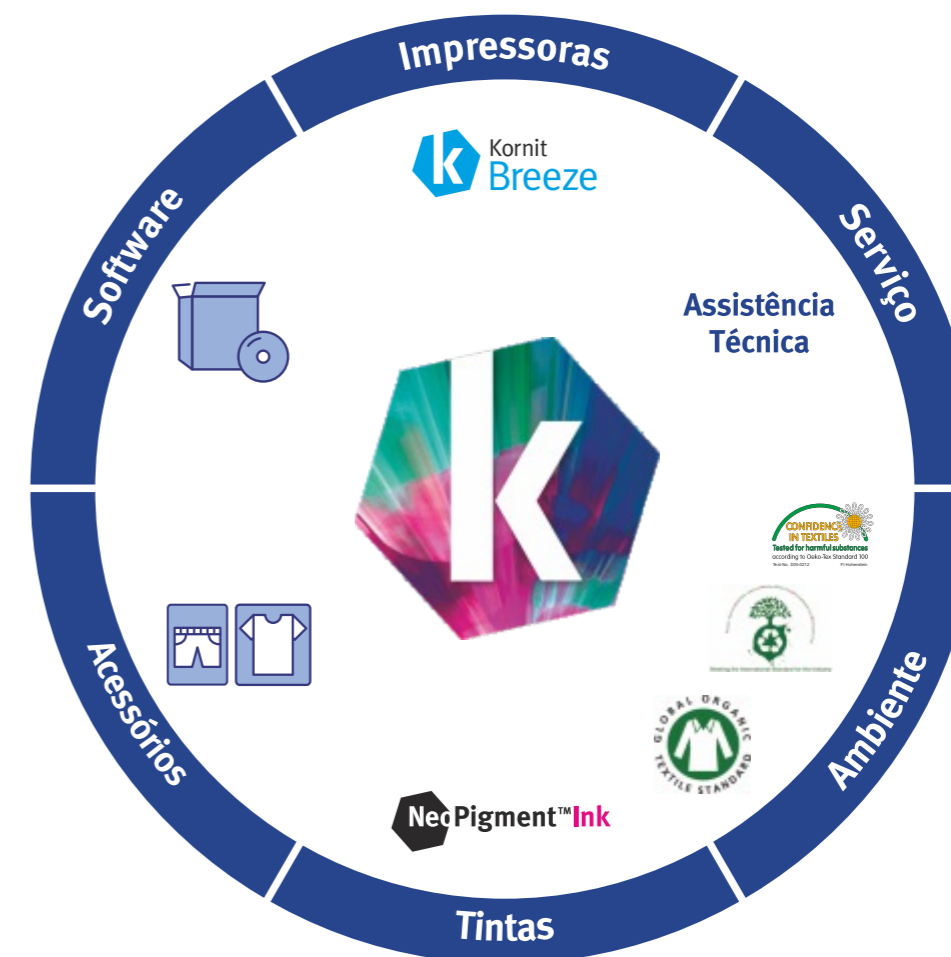 Impressoras
Kornit
Breeze
Software
Serviço
Assistência
Técnica
k
CONFIDENCE
IN TEXTILES
Tested for harmful substances
according to Oeko-Tex Standard 100
GLOBAL ORGANIC
TEXTILE STANDARD
Acessórios
Ambiente
NeoPigment™Ink
Tintas